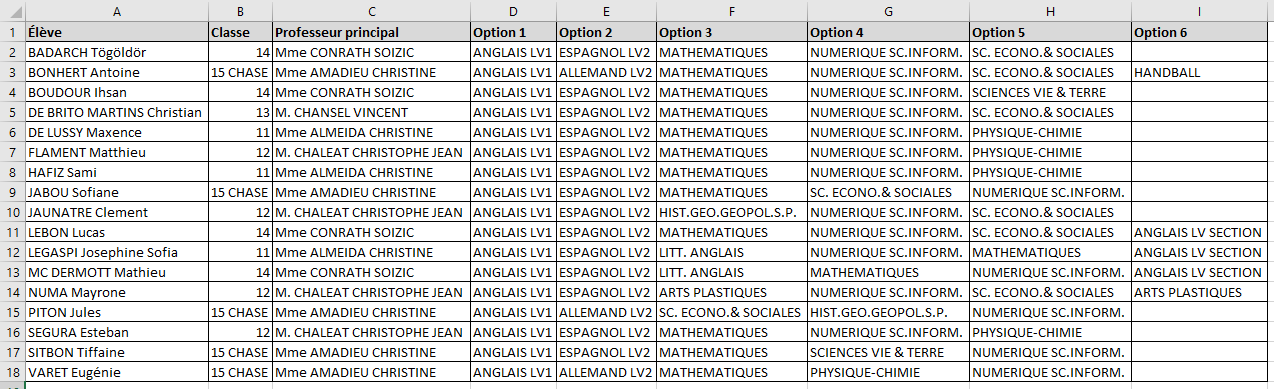 A B C D E F G H I
1 Élève Classe Professeur principal Option 1 Option 2 Option 3 Option 4 Option 5 Option 6
2 BADARCH Tögöldör 14 Mme CONRATH SOIZIC ANGLAIS LV1 ESPAGNOL LV2 MATHEMATIQUES NUMERIQUE SC.INFORM. SC. ECONO.& SOCIALES
3 BONHERT Antoine 15 CHASE Mme AMADIEU CHRISTINE ANGLAIS LV1 ALLEMAND LV2 MATHEMATIQUES NUMERIQUE SC.INFORM. SC. ECONO.& SOCIALES HANDBALL
4 BOUDOUR Ihsan 14 Mme CONRATH SOIZIC ANGLAIS LV1 ESPAGNOL LV2 MATHEMATIQUES NUMERIQUE SC.INFORM. SCIENCES VIE & TERRE
5 DE BRITO MARTINS Christian 13 M. CHANSEL VINCENT ANGLAIS LV1 ESPAGNOL LV2 MATHEMATIQUES NUMERIQUE SC.INFORM. SC. ECONO.& SOCIALES
6 DE LUSSY Maxence 11 Mme ALMEIDA CHRISTINE ANGLAIS LV1 ESPAGNOL LV2 MATHEMATIQUES NUMERIQUE SC.INFORM. PHYSIQUE-CHIMIE
7 FLAMENT Matthieu 12 M. CHALEAT CHRISTOPHE JEAN ANGLAIS LV1 ESPAGNOL LV2 MATHEMATIQUES NUMERIQUE SC.INFORM. PHYSIQUE-CHIMIE
8 HAFIZ Sami 11 Mme ALMEIDA CHRISTINE ANGLAIS LV1 ESPAGNOL LV2 MATHEMATIQUES NUMERIQUE SC.INFORM. PHYSIQUE-CHIMIE
9 JABOU Sofiane 15 CHASE Mme AMADIEU CHRISTINE ANGLAIS LV1 ESPAGNOL LV2 MATHEMATIQUES SC. ECONO.& SOCIALES NUMERIQUE SC.INFORM.
10 JAUNATRE Clement 12 M. CHALEAT CHRISTOPHE JEAN ANGLAIS LV1 ESPAGNOL LV2 HIST.GEO.GEOPOL.S.P. NUMERIQUE SC.INFORM. SC. ECONO.& SOCIALES
11 LEBON Lucas 14 Mme CONRATH SOIZIC ANGLAIS LV1 ESPAGNOL LV2 MATHEMATIQUES NUMERIQUE SC.INFORM. SC. ECONO.& SOCIALES ANGLAIS LV SECTION
12 LEGASPI Josephine Sofia 11 Mme ALMEIDA CHRISTINE ANGLAIS LV1 ESPAGNOL LV2 LITT. ANGLAIS NUMERIQUE SC.INFORM. MATHEMATIQUES ANGLAIS LV SECTION
13 MC DERMOTT Mathieu 14 Mme CONRATH SOIZIC ANGLAIS LV1 ESPAGNOL LV2 LITT. ANGLAIS MATHEMATIQUES NUMERIQUE SC.INFORM. ANGLAIS LV SECTION
14 NUMA Mayrone 12 M. CHALEAT CHRISTOPHE JEAN ANGLAIS LV1 ESPAGNOL LV2 ARTS PLASTIQUES NUMERIQUE SC.INFORM. SC. ECONO.& SOCIALES ARTS PLASTIQUES
15 PITON Jules 15 CHASE Mme AMADIEU CHRISTINE ANGLAIS LV1 ALLEMAND LV2 SC. ECONO.& SOCIALES HIST.GEO.GEOPOL.S.P. NUMERIQUE SC.INFORM.
16 SEGURA Esteban 12 M. CHALEAT CHRISTOPHE JEAN ANGLAIS LV1 ESPAGNOL LV2 MATHEMATIQUES NUMERIQUE SC.INFORM. PHYSIQUE-CHIMIE
17 SITBON Tiffaine 15 CHASE Mme AMADIEU CHRISTINE ANGLAIS LV1 ESPAGNOL LV2 MATHEMATIQUES SCIENCES VIE & TERRE NUMERIQUE SC.INFORM.
18 VARET Eugénie 15 CHASE Mme AMADIEU CHRISTINE ANGLAIS LV1 ALLEMAND LV2 MATHEMATIQUES PHYSIQUE-CHIMIE NUMERIQUE SC.INFORM.